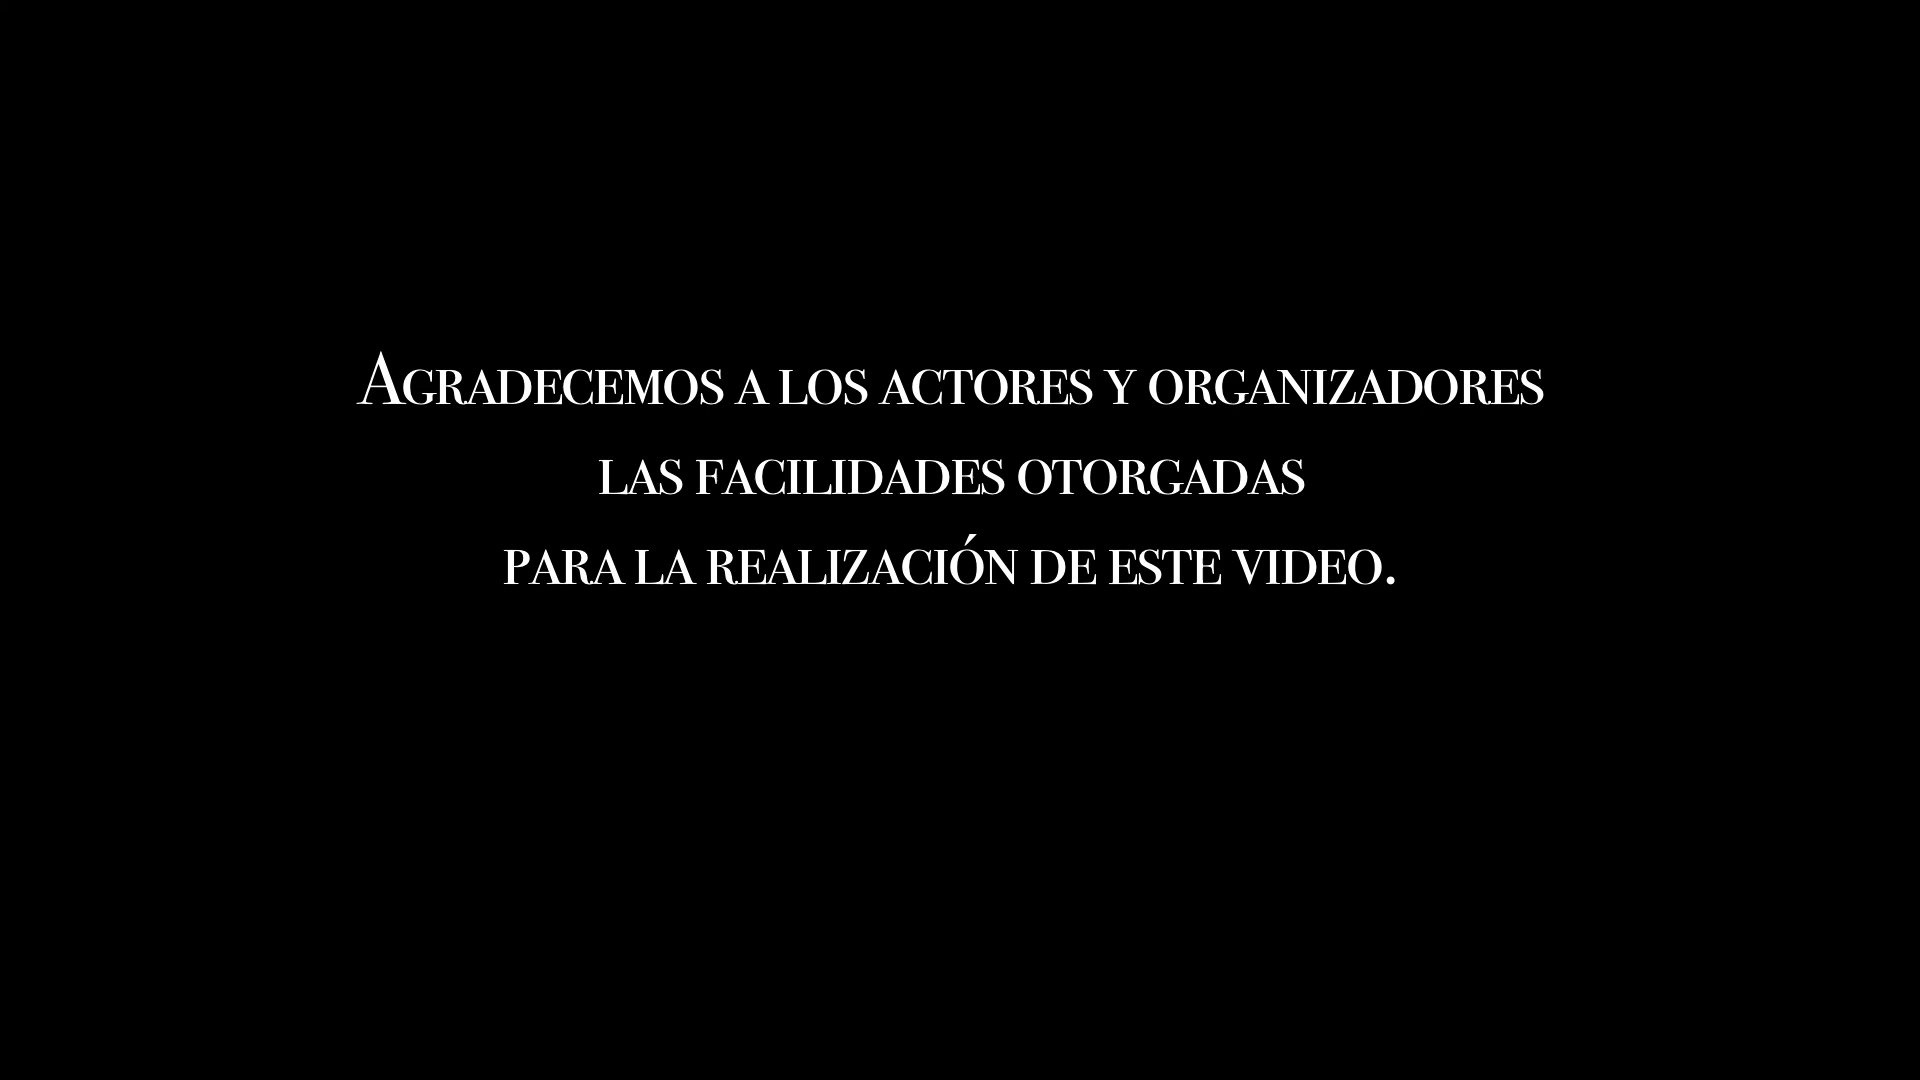 Agradecemos a los actores y organizadores
las facilidades otorgadas
para la realización de este video.